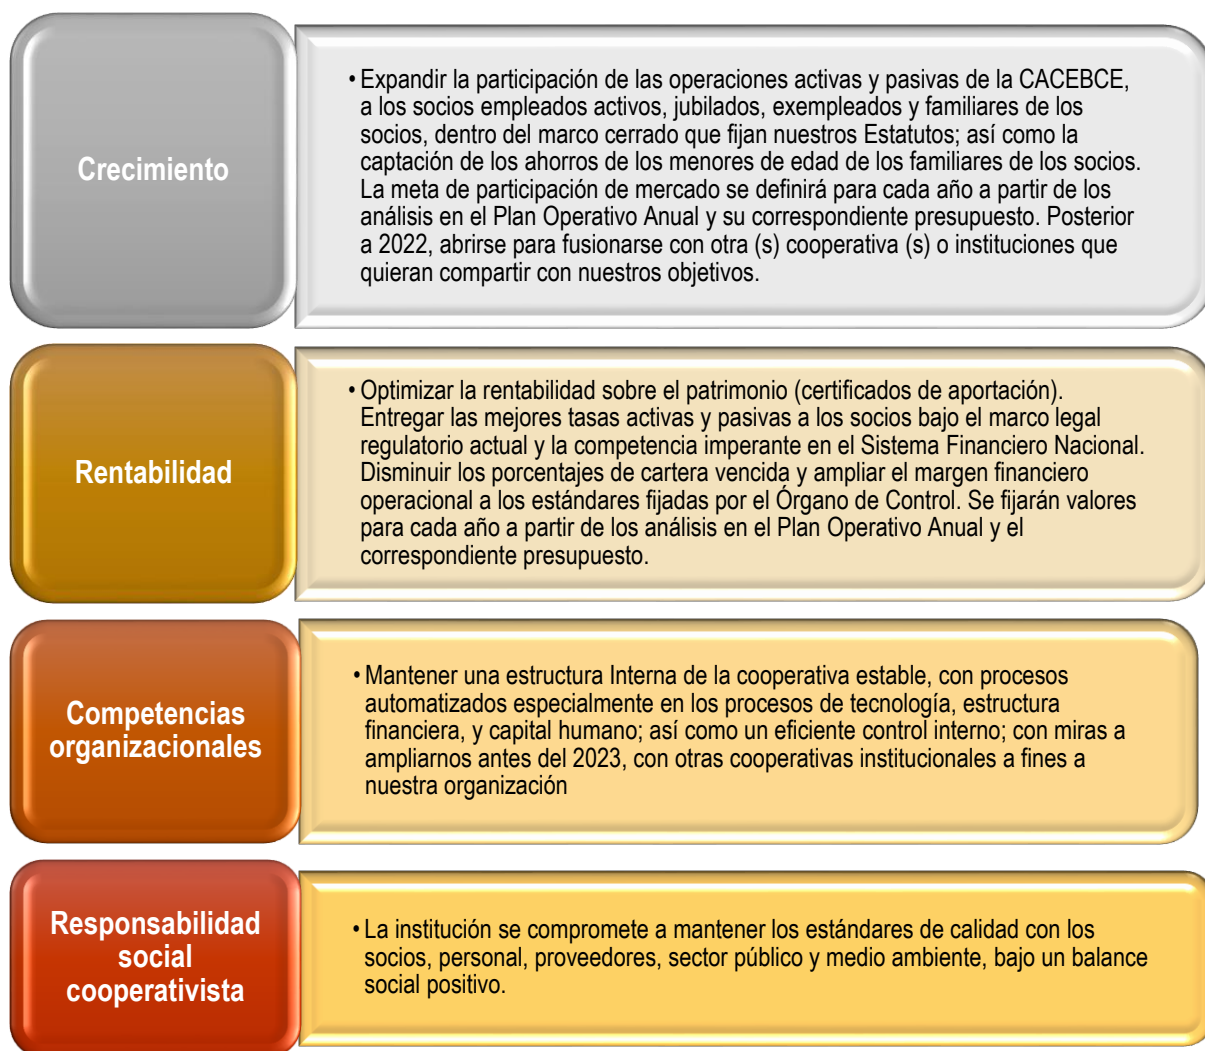 Crecimiento
• Expandir la participación de las operaciones activas y pasivas de la CACEBCE,
a los socios empleados activos, jubilados, exempleados y familiares de los
socios, dentro del marco cerrado que fijan nuestros Estatutos; así como la
captación de los ahorros de los menores de edad de los familiares de los socios.
La meta de participación de mercado se definirá para cada año a partir de los
análisis en el Plan Operativo Anual y su correspondiente presupuesto. Posterior
a 2022, abrirse para fusionarse con otra (s) cooperativa (s) o instituciones que
quieran compartir con nuestros objetivos.
Rentabilidad
• Optimizar la rentabilidad sobre el patrimonio (certificados de aportación).
Entregar las mejores tasas activas y pasivas a los socios bajo el marco legal
regulatorio actual y la competencia imperante en el Sistema Financiero Nacional.
Disminuir los porcentajes de cartera vencida y ampliar el margen financiero
operacional a los estándares fijadas por el Órgano de Control. Se fijarán valores
para cada año a partir de los análisis en el Plan Operativo Anual y el
correspondiente presupuesto.
Competencias
organizacionales
• Mantener una estructura Interna de la cooperativa estable, con procesos
automatizados especialmente en los procesos de tecnología, estructura
financiera, y capital humano; así como un eficiente control interno; con miras a
ampliarnos antes del 2023, con otras cooperativas institucionales a fines a
nuestra organización
Responsabilidad
social
cooperativista
• La institución se compromete a mantener los estándares de calidad con los
socios, personal, proveedores, sector público y medio ambiente, bajo un balance
social positivo.